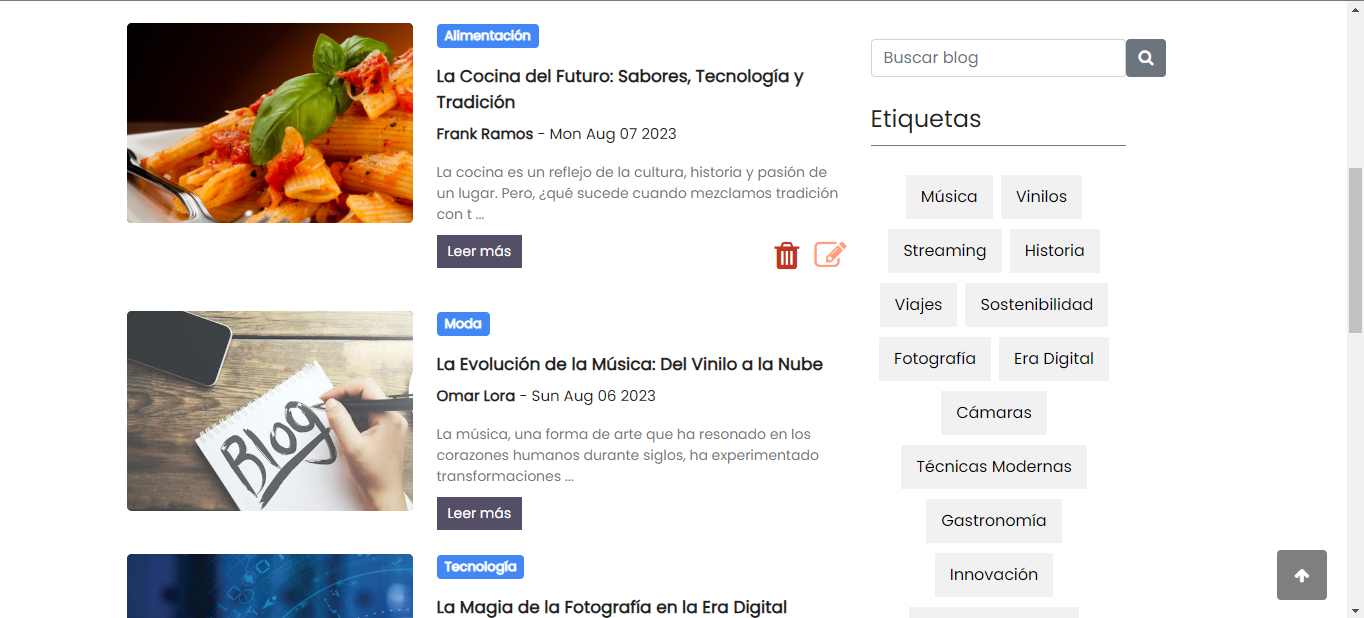 Alimentación
La Cocina del Futuro: Sabores, Tecnología y
Tradición
Frank Ramos - Mon Aug 07 2023
La cocina es un reflejo de la cultura, historia y pasión de
un lugar. Pero, ¿qué sucede cuando mezclamos tradición
con t ...
Leer más
Blog
Moda
La Evolución de la Música: Del Vinilo a la Nube
Omar Lora - Sun Aug 06 2023
La música, una forma de arte que ha resonado en los
corazones humanos durante siglos, ha experimentado
transformaciones ...
Leer más
Tecnología
La Magia de la Fotografía en la Era Digital
Buscar blog
Etiquetas
Música
Vinilos
Streaming
Historia
Viajes
Sostenibilidad
Fotografía
Era Digital
Cámaras
Técnicas Modernas
Gastronomía
Innovación